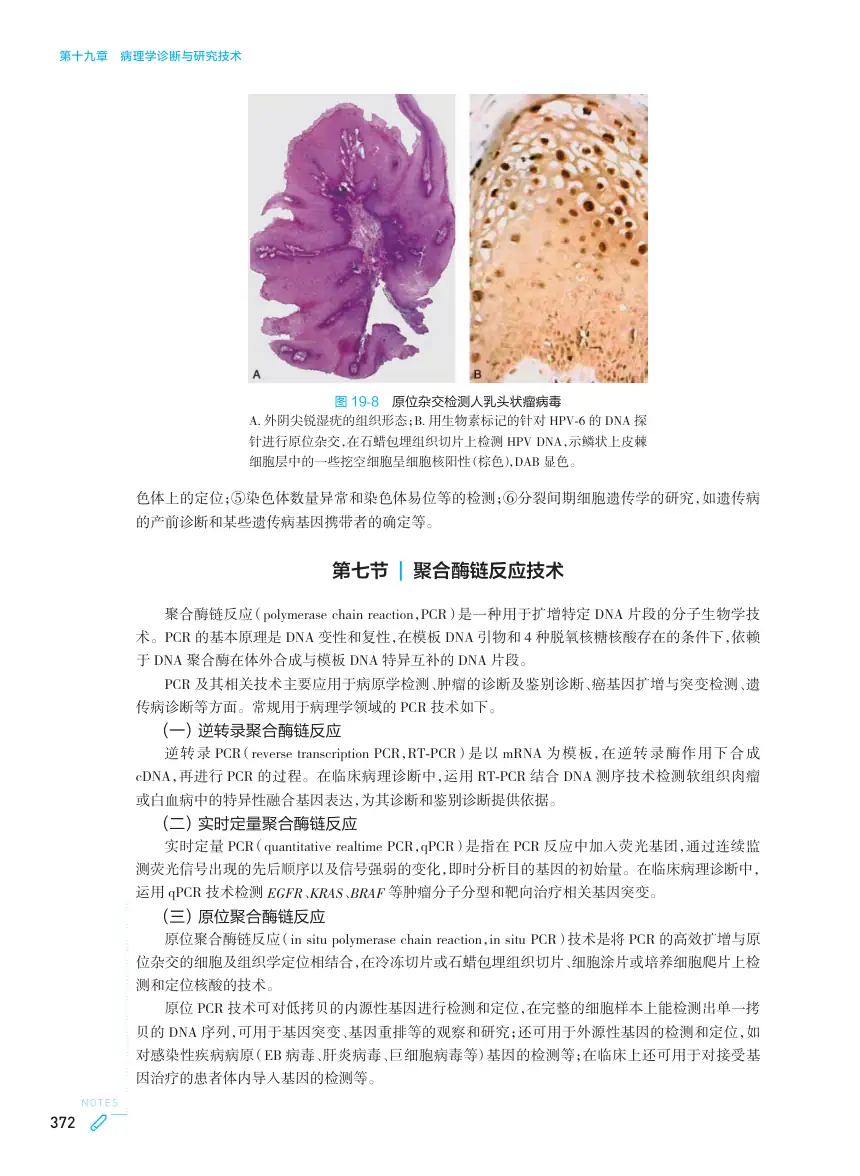 第十九章 病理学诊断与研究技术
A
B
图 19-8 原位杂交检测人乳头状瘤病毒
A. 外阴尖锐湿疣的组织形态；B. 用生物素标记的针对 HPV-6 的 DNA 探
针进行原位杂交，在石蜡包埋组织切片上检测 HPV DNA，示鳞状上皮棘
细胞层中的一些挖空细胞呈细胞核阳性（棕色），DAB 显色。
色体上的定位；⑤染色体数量异常和染色体易位等的检测；⑥分裂间期细胞遗传学的研究，如遗传病
的产前诊断和某些遗传病基因携带者的确定等。
第七节 | 聚合酶链反应技术
聚合酶链反应（polymerase chain reaction，PCR）是一种用于扩增特定 DNA 片段的分子生物学技
术。PCR 的基本原理是 DNA 变性和复性，在模板 DNA 引物和 4 种脱氧核糖核酸存在的条件下，依赖
于 DNA 聚合酶在体外合成与模板 DNA 特异互补的 DNA 片段。
PCR 及其相关技术主要应用于病原学检测、肿瘤的诊断及鉴别诊断、癌基因扩增与突变检测、遗
传病诊断等方面。常规用于病理学领域的 PCR 技术如下。
（一）逆转录聚合酶链反应
逆转录 PCR（reverse transcription PCR，RT-PCR）是以 mRNA 为模板，在逆转录酶作用下合成
cDNA，再进行 PCR 的过程。在临床病理诊断中，运用 RT-PCR 结合 DNA 测序技术检测软组织肉瘤
或白血病中的特异性融合基因表达，为其诊断和鉴别诊断提供依据。
（二）实时定量聚合酶链反应
实时定量 PCR（quantitative realtime PCR，qPCR）是指在 PCR 反应中加入荧光基团，通过连续监
测荧光信号出现的先后顺序以及信号强弱的变化，即时分析目的基因的初始量。在临床病理诊断中，
运用 qPCR 技术检测 EGFR、KRAS、BRAF 等肿瘤分子分型和靶向治疗相关基因突变。
（三）原位聚合酶链反应
原位聚合酶链反应（in situ polymerase chain reaction，in situ PCR）技术是将 PCR 的高效扩增与原
位杂交的细胞及组织学定位相结合，在冷冻切片或石蜡包埋组织切片、细胞涂片或培养细胞爬片上检
测和定位核酸的技术。
原位 PCR 技术可对低拷贝的内源性基因进行检测和定位，在完整的细胞样本上能检测出单一拷
贝的 DNA 序列，可用于基因突变、基因重排等的观察和研究；还可用于外源性基因的检测和定位，如
对感染性疾病病原（EB 病毒、肝炎病毒、巨细胞病毒等）基因的检测等；在临床上还可用于对接受基
因治疗的患者体内导入基因的检测等。
NOTES
372